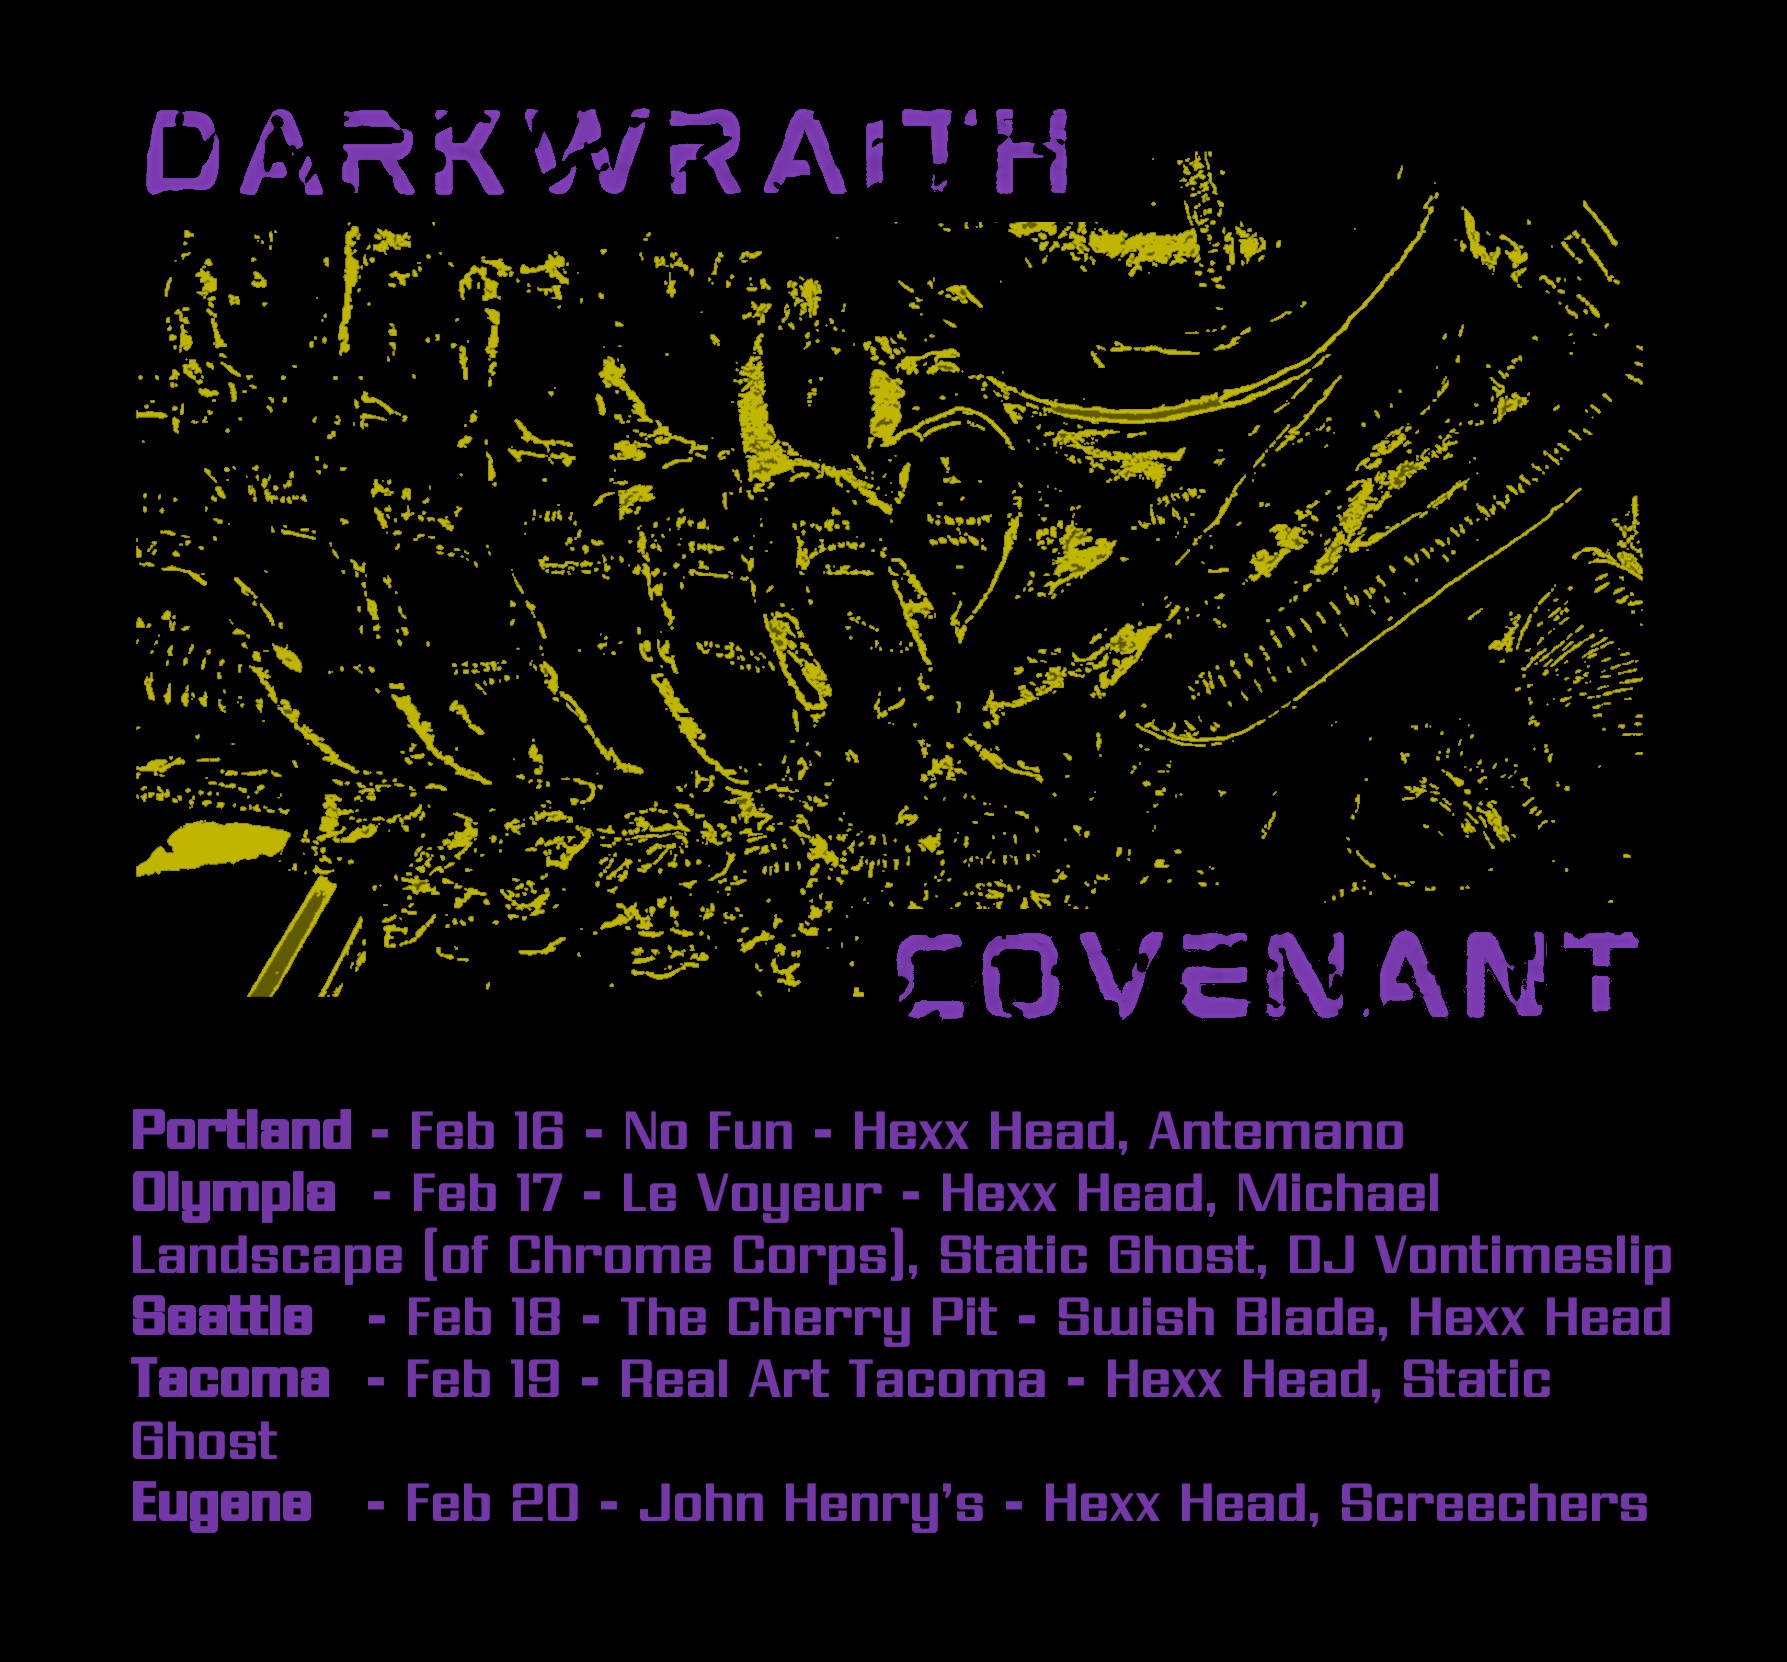 DARKWRAITH
COVENANT
Portland - Feb 16 - No Fun - Hexx Head, Antemano
Olympia - Feb 17 - Le Voyeur - Hexx Head, Michael
Landscape (of Chrome Corps), Static Ghost, DJ Vontimeslip
Seattle - Feb 18 - The Cherry Pit - Swish Blade, Hexx Head
Tacoma - Feb 19 - Real Art Tacoma - Hexx Head, Static
Ghost
Eugene - Feb 20 - John Henry's - Hexx Head, Screechers